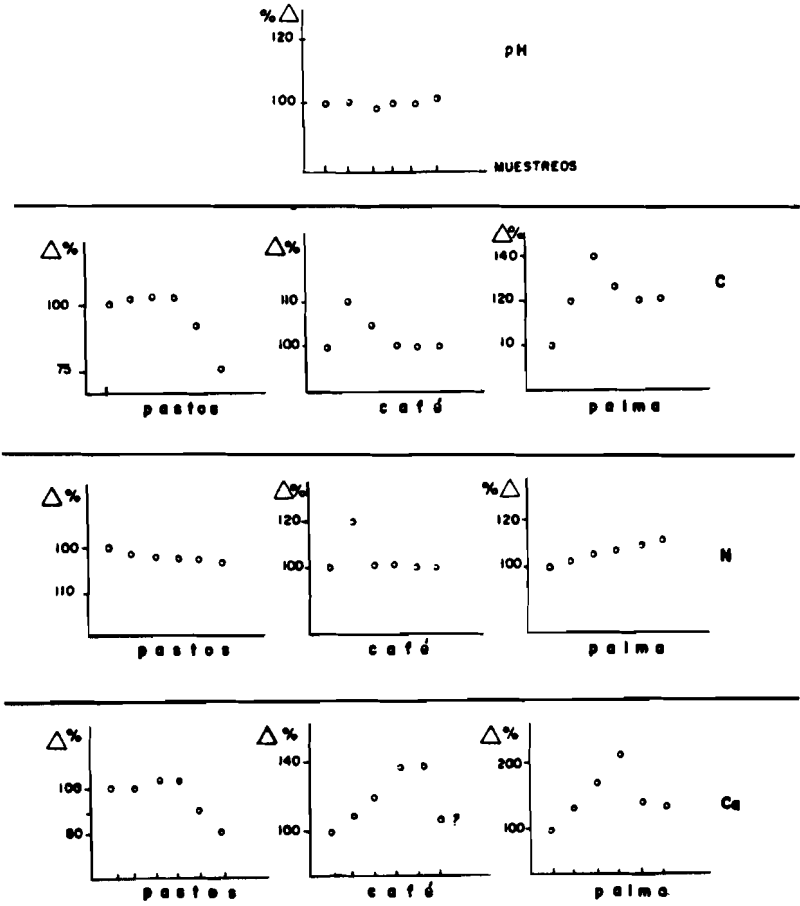 % Δ
120
pH
100
MUESTREOS
Δ %
100
75
pastos
Δ %
110
100
café
Δ %
140
120
10
palma
C
Δ %
100
110
pastos
Δ %
120
100
café
% Δ
120
100
palma
N
Δ %
100
80
pastos
Δ %
140
100
?
café
Δ %
200
100
palma
Ca